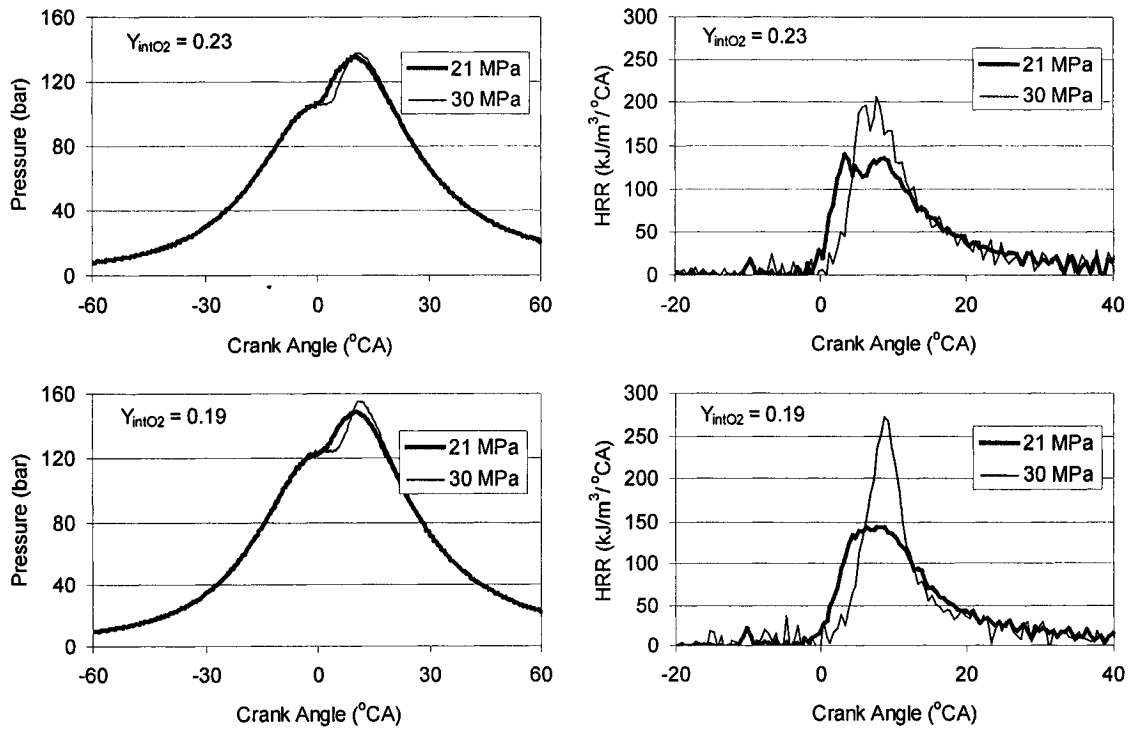 Y_intO2 = 0.23
21 MPa
30 MPa
Pressure (bar)
160
120
80
40
0
-60
-30
0
30
60
Crank Angle (°CA)
Y_intO2 = 0.23
21 MPa
30 MPa
HRR (kJ/m³/°CA)
300
250
200
150
100
50
0
-20
0
20
40
Crank Angle (°CA)
Y_intO2 = 0.19
21 MPa
30 MPa
Pressure (bar)
160
120
80
40
0
-60
-30
0
30
60
Crank Angle (°CA)
Y_intO2 = 0.19
21 MPa
30 MPa
HRR (kJ/m³/°CA)
300
250
200
150
100
50
0
-20
0
20
40
Crank Angle (°CA)